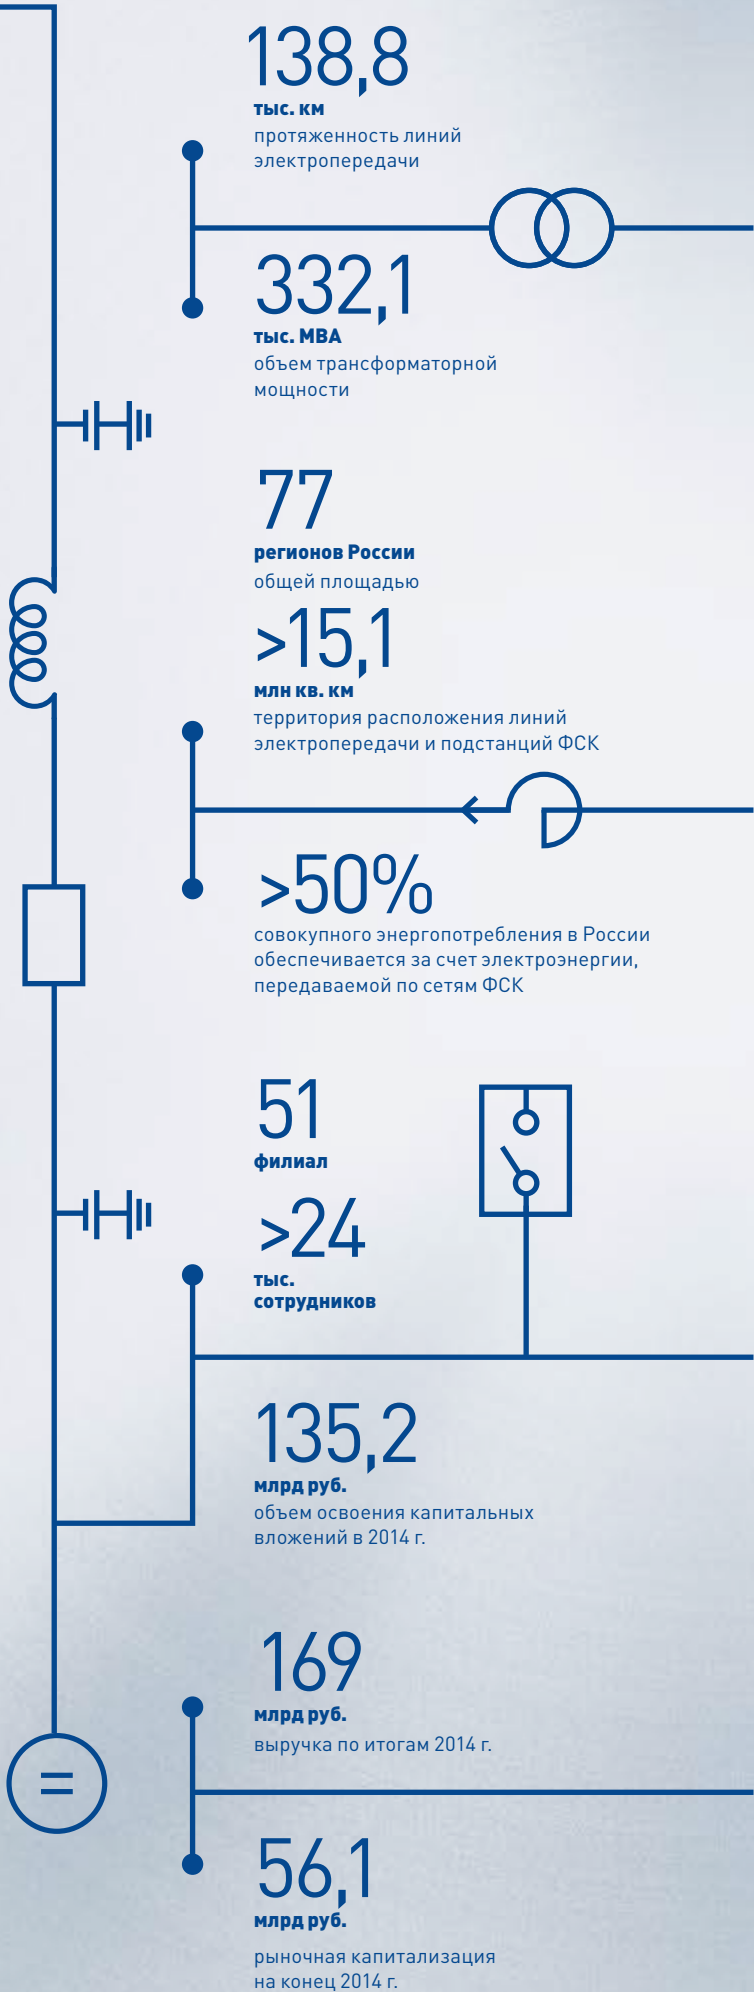 138,8
тыс. км
протяженность линий
электропередачи
332,1
тыс. МВА
объем трансформаторной
мощности
77
регионов России
общей площадью
>15,1
млн кв. км
территория расположения линий
электропередачи и подстанций ФСК
>50%
совокупного энергопотребления в России
обеспечивается за счет электроэнергии,
передаваемой по сетям ФСК
51
филиал
>24
тыс.
сотрудников
135,2
млрд руб.
объем освоения капитальных
вложений в 2014 г.
169
млрд руб.
выручка по итогам 2014 г.
=
56,1
млрд руб.
рыночная капитализация
на конец 2014 г.